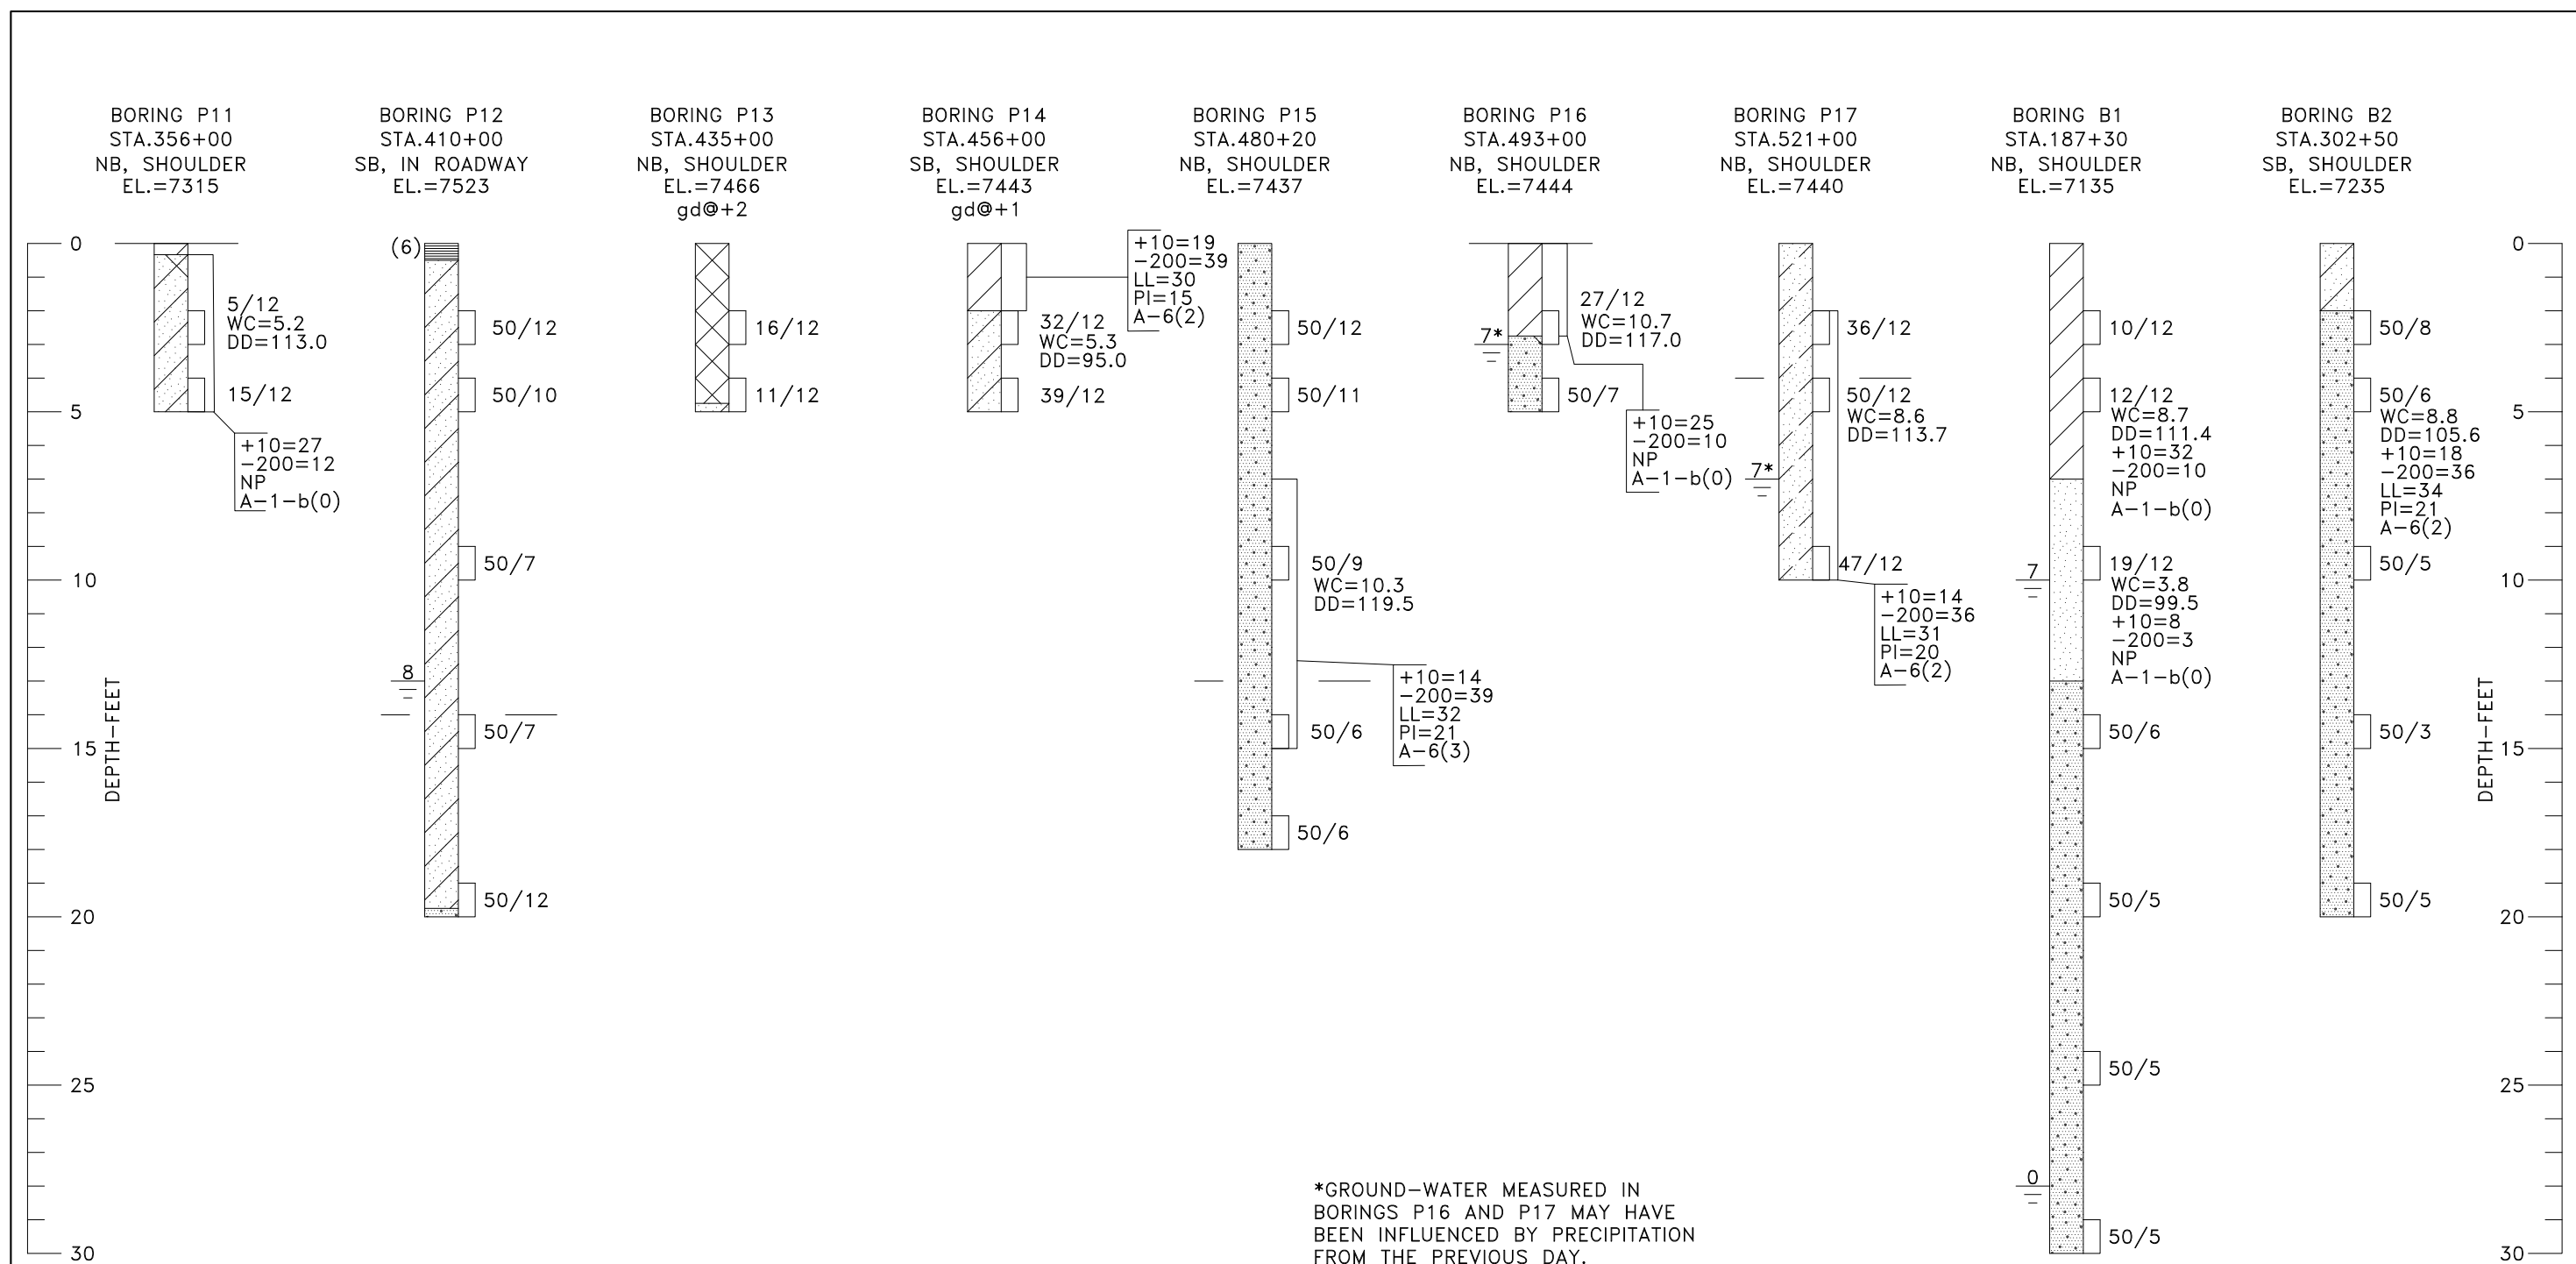 BORING P11
STA.356+00
NB, SHOULDER
EL.=7315
BORING P12
STA.410+00
SB, IN ROADWAY
EL.=7523
BORING P13
STA.435+00
NB, SHOULDER
EL.=7466
gd@+2
BORING P14
STA.456+00
SB, SHOULDER
EL.=7443
gd@+1
BORING P15
STA.480+20
NB, SHOULDER
EL.=7437
BORING P16
STA.493+00
NB, SHOULDER
EL.=7444
BORING P17
STA.521+00
NB, SHOULDER
EL.=7440
BORING B1
STA.187+30
NB, SHOULDER
EL.=7135
BORING B2
STA.302+50
SB, SHOULDER
EL.=7235
0
5
10
15
20
25
30
DEPTH-FEET
5/12
WC=5.2
DD=113.0
15/12
+10=27
-200=12
NP
A-1-b(0)
(6)
50/12
50/10
50/7
8
50/7
50/12
16/12
11/12
+10=19
-200=39
LL=30
PI=15
A-6(2)
32/12
WC=5.3
DD=95.0
39/12
50/12
50/11
50/9
WC=10.3
DD=119.5
+10=14
-200=39
LL=32
PI=21
A-6(3)
50/6
50/6
27/12
WC=10.7
DD=117.0
7*
50/7
+10=25
-200=10
NP
A-1-b(0)
36/12
50/12
WC=8.6
DD=113.7
7*
47/12
+10=14
-200=36
LL=31
PI=20
A-6(2)
10/12
12/12
WC=8.7
DD=111.4
+10=32
-200=10
NP
A-1-b(0)
7
19/12
WC=3.8
DD=99.5
+10=8
-200=3
NP
A-1-b(0)
50/6
50/5
50/5
0
50/5
50/8
50/6
WC=8.8
DD=105.6
+10=18
-200=36
LL=34
PI=21
A-6(2)
50/5
50/3
50/5
0
5
10
15
20
25
30
DEPTH-FEET
*GROUND-WATER MEASURED IN
BORINGS P16 AND P17 MAY HAVE
BEEN INFLUENCED BY PRECIPITATION
FROM THE PREVIOUS DAY.